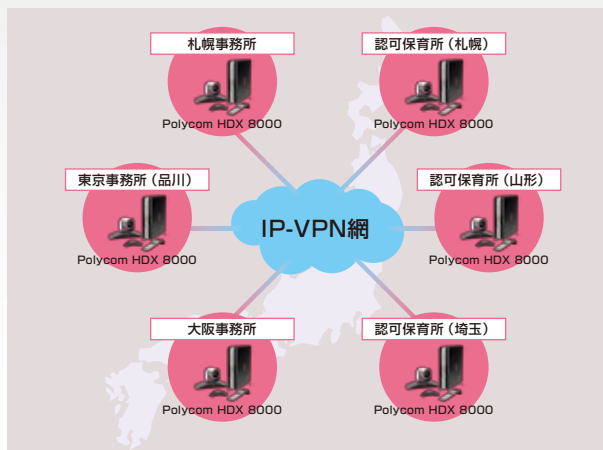 札幌事務所
Polycom HDX 8000
認可保育所（札幌）
Polycom HDX 8000
東京事務所（品川）
Polycom HDX 8000
IP-VPN網
認可保育所（山形）
Polycom HDX 8000
大阪事務所
Polycom HDX 8000
認可保育所（埼玉）
Polycom HDX 8000